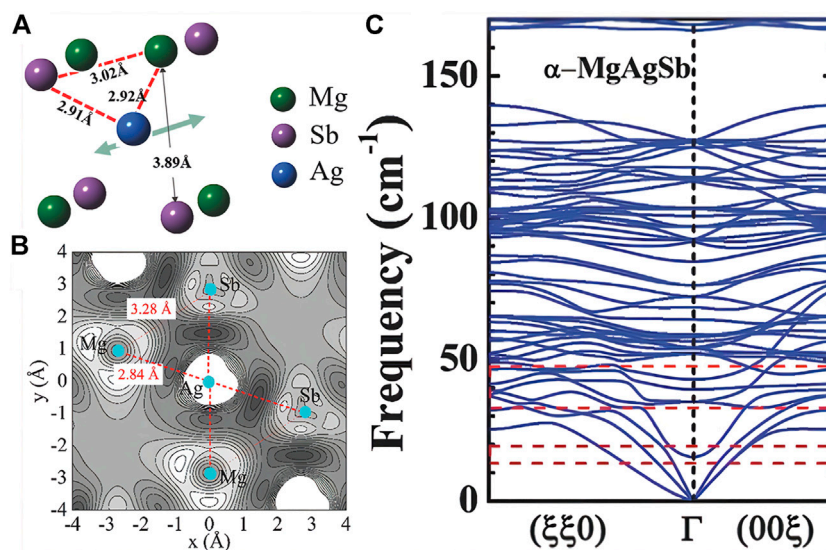 A
3.02Å
2.91Å
2.92Å
3.89Å
Mg
Sb
Ag
B
4
3
2
1
0
-1
-2
-3
-4
y (Å)
Sb
3.28 Å
Mg
2.84 Å
Ag
Sb
Mg
-4 -3 -2 -1 0 1 2 3 4
x (Å)
C
α–MgAgSb
150
100
50
0
Frequency (cm⁻¹)
(ξξ0) Γ (00ξ)